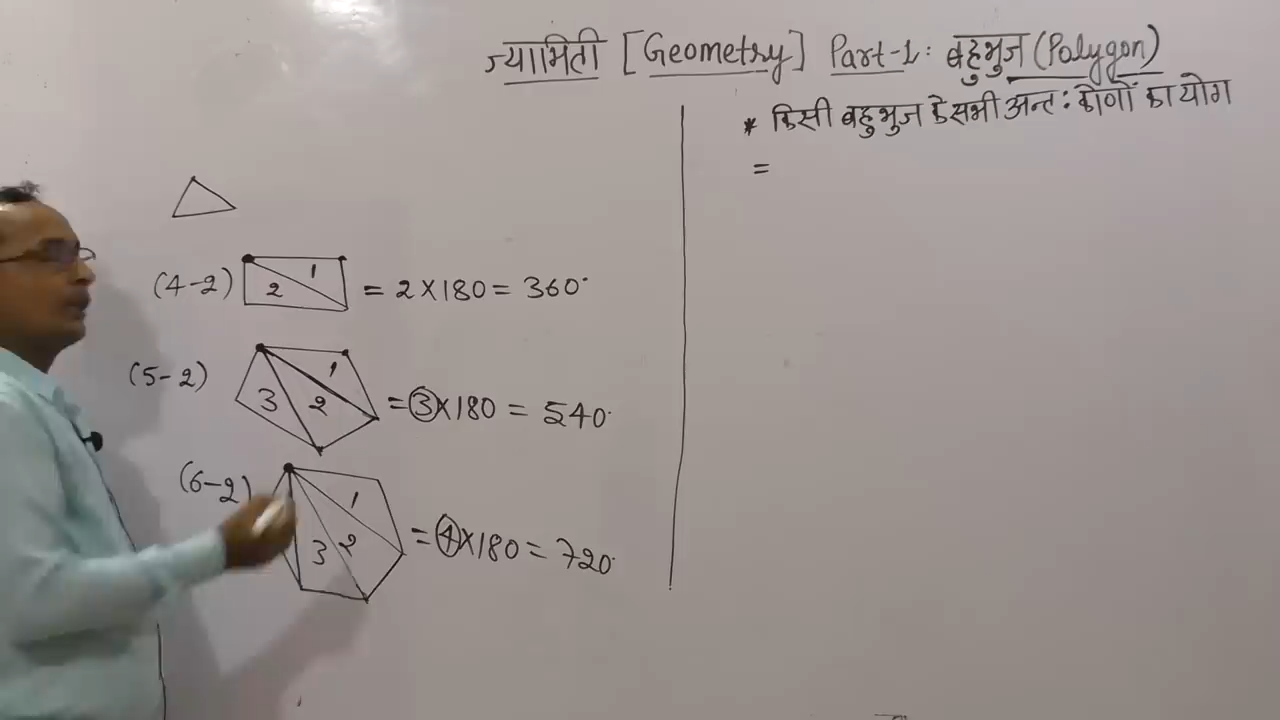 ज्यामिती [Geometry] Part-1: बहुभुज (Polygon)
* किसी बहुभुज के सभी अन्त: कोणों का योग
=
(4-2) 1 2 = 2×180 = 360°
(5-2) 1 2 3 = 3×180 = 540°
(6-2) 1 2 3 = 4×180 = 720°